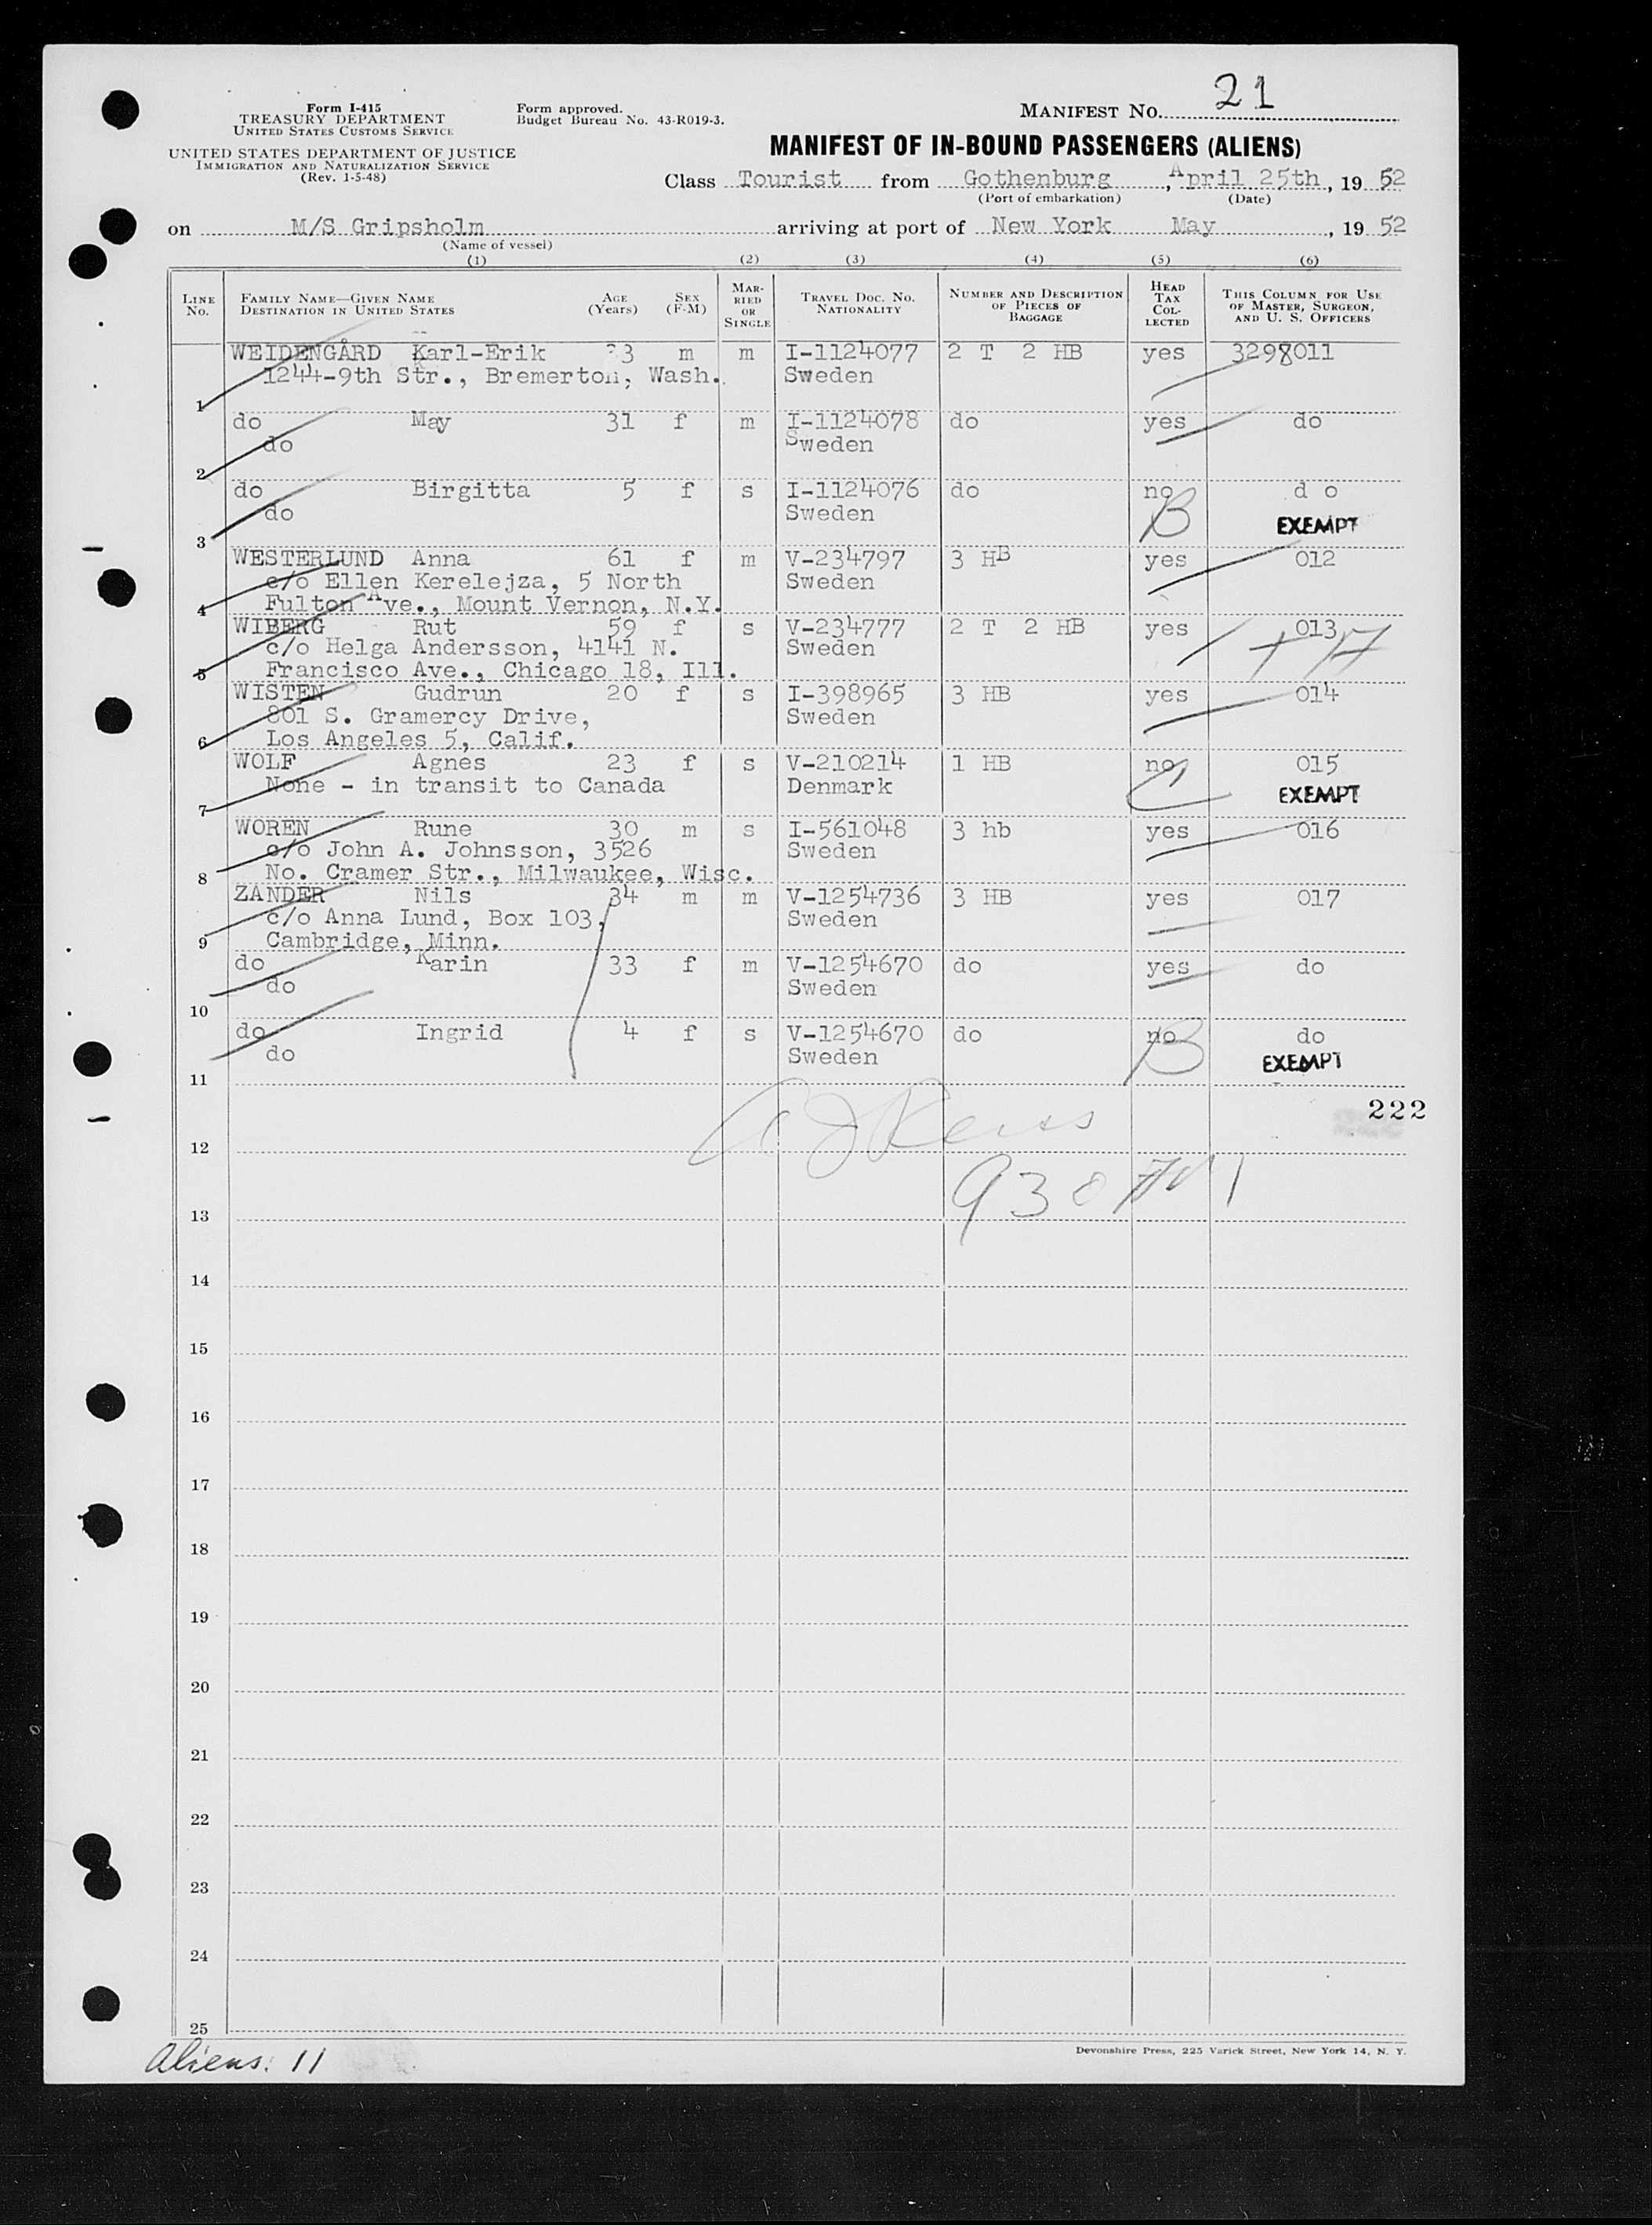 Form I-415
TREASURY DEPARTMENT
UNITED STATES CUSTOMS SERVICE
UNITED STATES DEPARTMENT OF JUSTICE
IMMIGRATION AND NATURALIZATION SERVICE
(Rev. 1-5-48)
Form approved.
Budget Bureau No. 43-R019-3.
MANIFEST No. 21
MANIFEST OF IN-BOUND PASSENGERS (ALIENS)
Class Tourist from Gothenburg, April 25th, 19 52
(Port of embarkation) (Date)
on M/S Gripsholm arriving at port of New York May, 19 52
(Name of vessel)
(1) (2) (3) (4) (5) (6)
LINE No. FAMILY NAME—GIVEN NAME DESTINATION IN UNITED STATES AGE (Years) SEX (F-M) MARRIED OR SINGLE TRAVEL DOC. NO. NATIONALITY NUMBER AND DESCRIPTION OF PIECES OF BAGGAGE HEAD TAX COLLECTED THIS COLUMN FOR USE OF MASTER, SURGEON, AND U. S. OFFICERS
WEIDENGÅRD Karl-Erik 33 m m I-1124077 2 T 2 HB yes 3298011
1244-9th Str., Bremerton, Wash. Sweden
1
do May 31 f m I-1124078 do yes do
do Sweden
2
do Birgitta 5 f s I-1124076 do no d o
do Sweden B EXEMPT
3
WESTERLUND Anna 61 f m V-234797 3 HB yes 012
c/o Ellen Kerelejza, 5 North Sweden
4 Fulton Ave., Mount Vernon, N.Y.
WIBERG Rut 59 f s V-234777 2 T 2 HB yes 013
c/o Helga Andersson, 4141 N. Sweden
5 Francisco Ave., Chicago 18, Ill.
WISTEN Gudrun 20 f s I-398965 3 HB yes 014
801 S. Gramercy Drive, Sweden
6 Los Angeles 5, Calif.
WOLF Agnes 23 f s V-210214 1 HB no 015
None - in transit to Canada Denmark C EXEMPT
7
WOREN Rune 30 m s I-561048 3 hb yes 016
c/o John A. Johnsson, 3526 Sweden
8 No. Cramer Str., Milwaukee, Wisc.
ZANDER Nils 34 m m V-1254736 3 HB yes 017
c/o Anna Lund, Box 103, Sweden
9 Cambridge, Minn.
do Karin 33 f m V-1254670 do yes do
do Sweden
10
do Ingrid 4 f s V-1254670 do no do
do Sweden B EXEMPT
11
222
12
930 AM
13
14
15
16
17
18
19
20
21
22
23
24
25
Aliens: 11
Devonshire Press, 225 Varick Street, New York 14, N. Y.